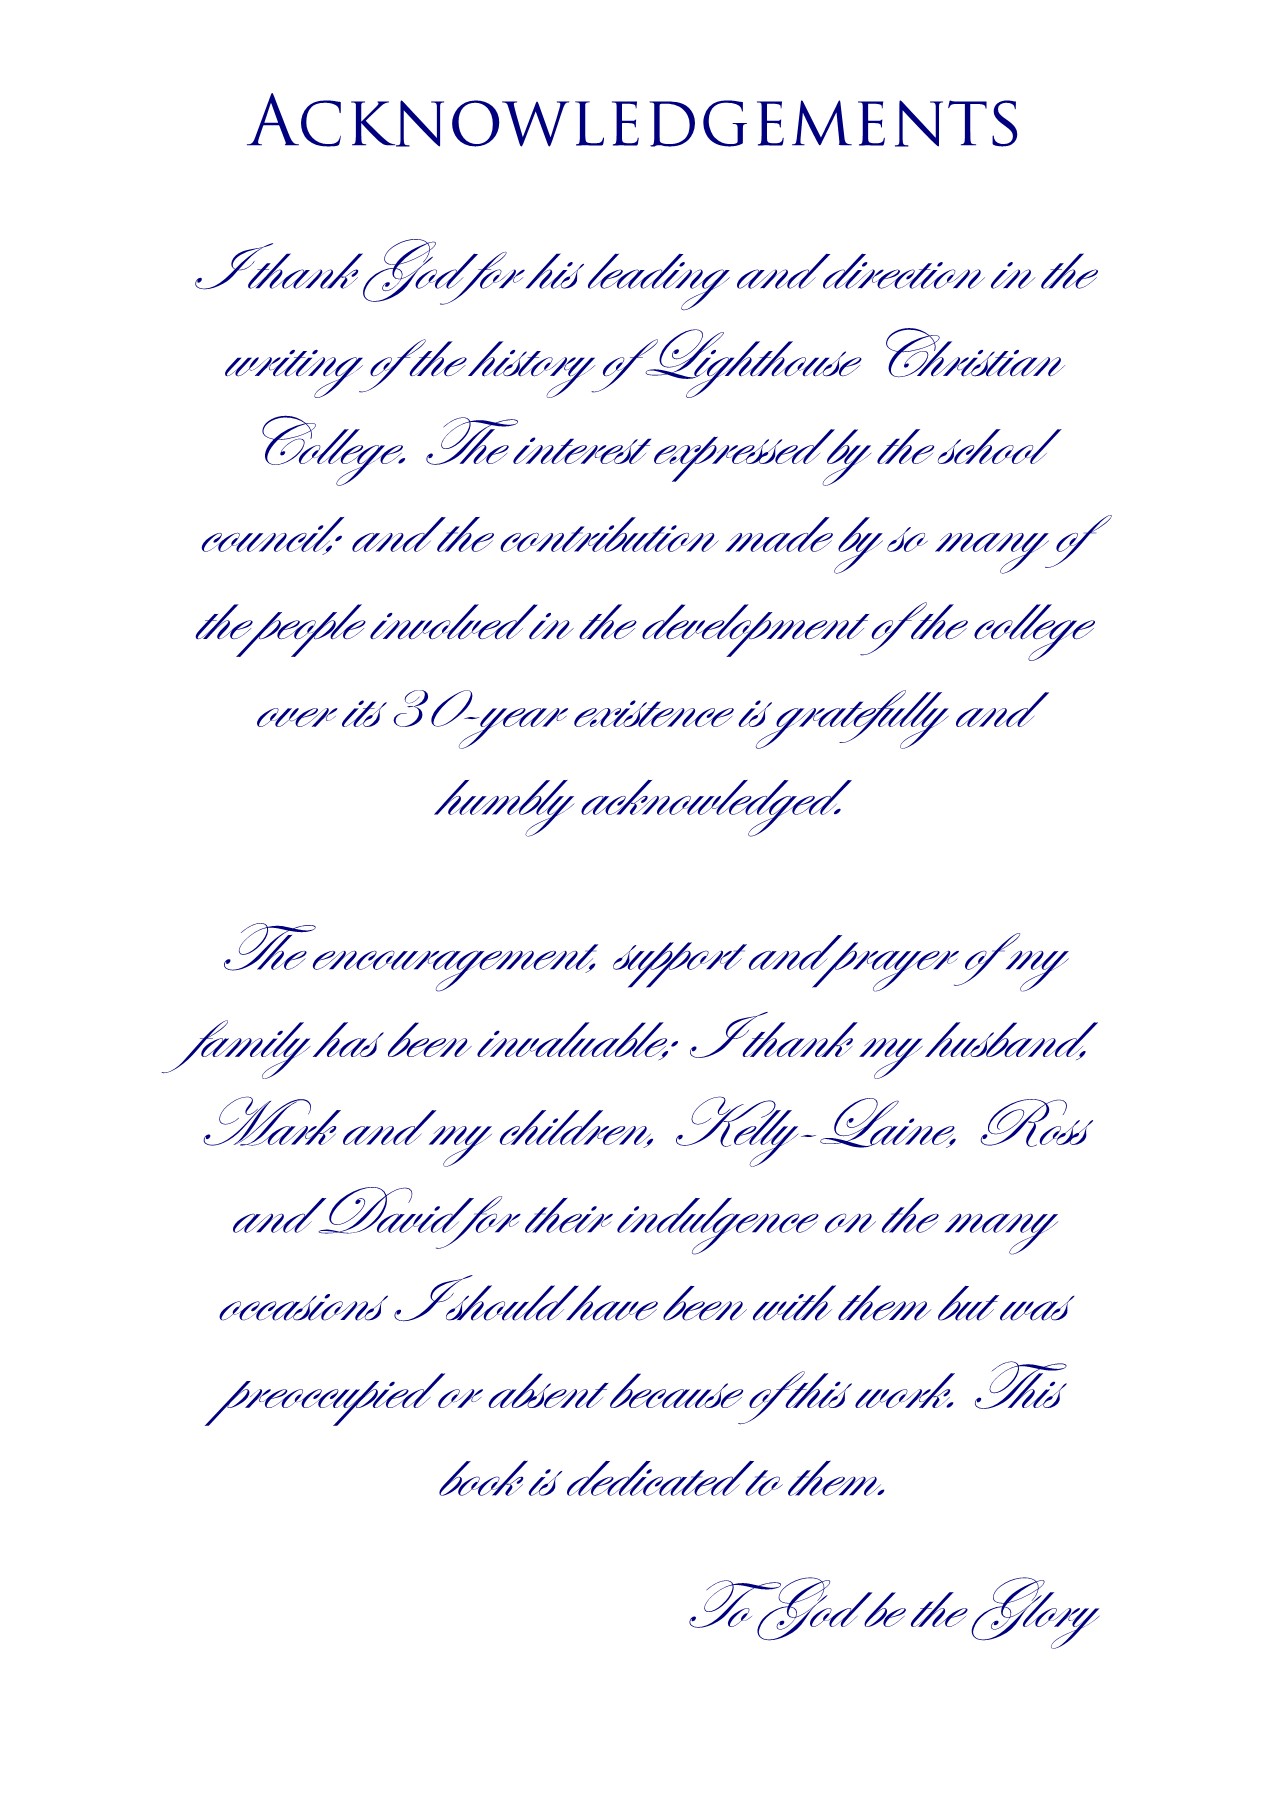 ACKNOWLEDGEMENTS
I thank God for his leading and direction in the
writing of the history of Lighthouse Christian
College. The interest expressed by the school
council; and the contribution made by so many of
the people involved in the development of the college
over its 30-year existence is gratefully and
humbly acknowledged.
The encouragement, support and prayer of my
family has been invaluable; I thank my husband,
Mark and my children, Kelly-Laine, Ross
and David for their indulgence on the many
occasions I should have been with them but was
preoccupied or absent because of this work. This
book is dedicated to them.
To God be the Glory